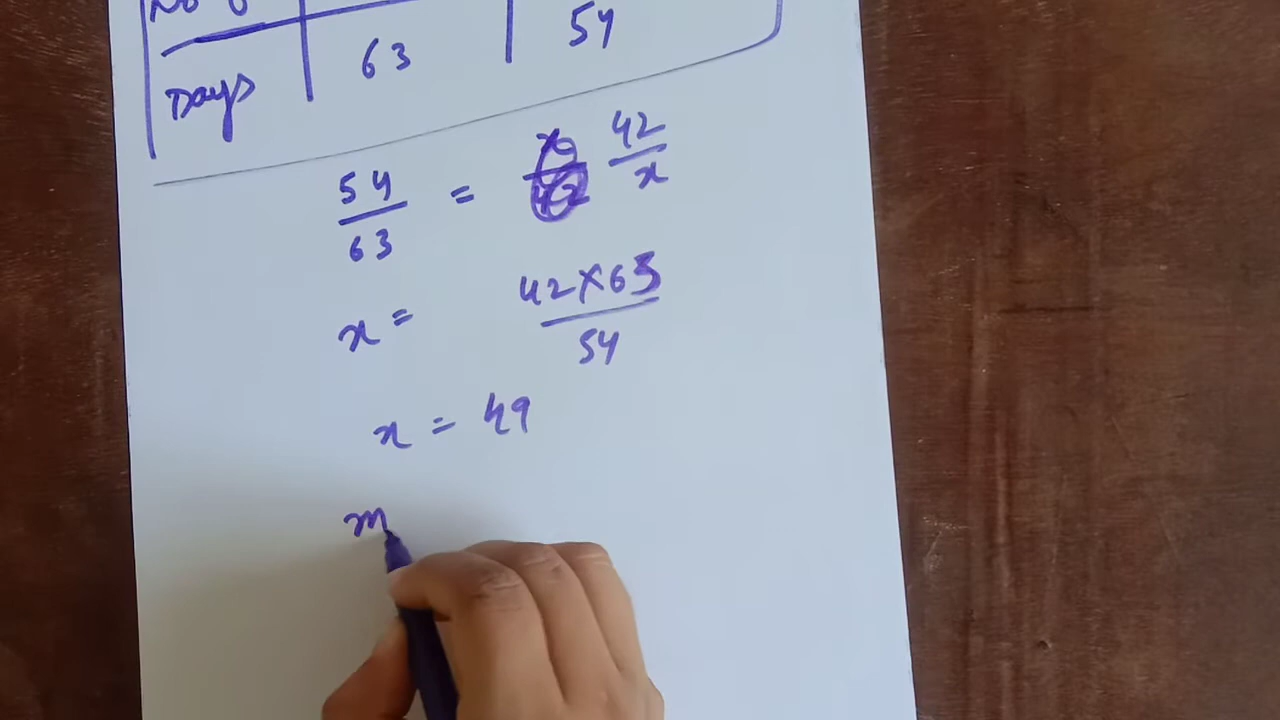 63 54
Days
54/63 = 42/x
x = 42×63/54
x = 49
m